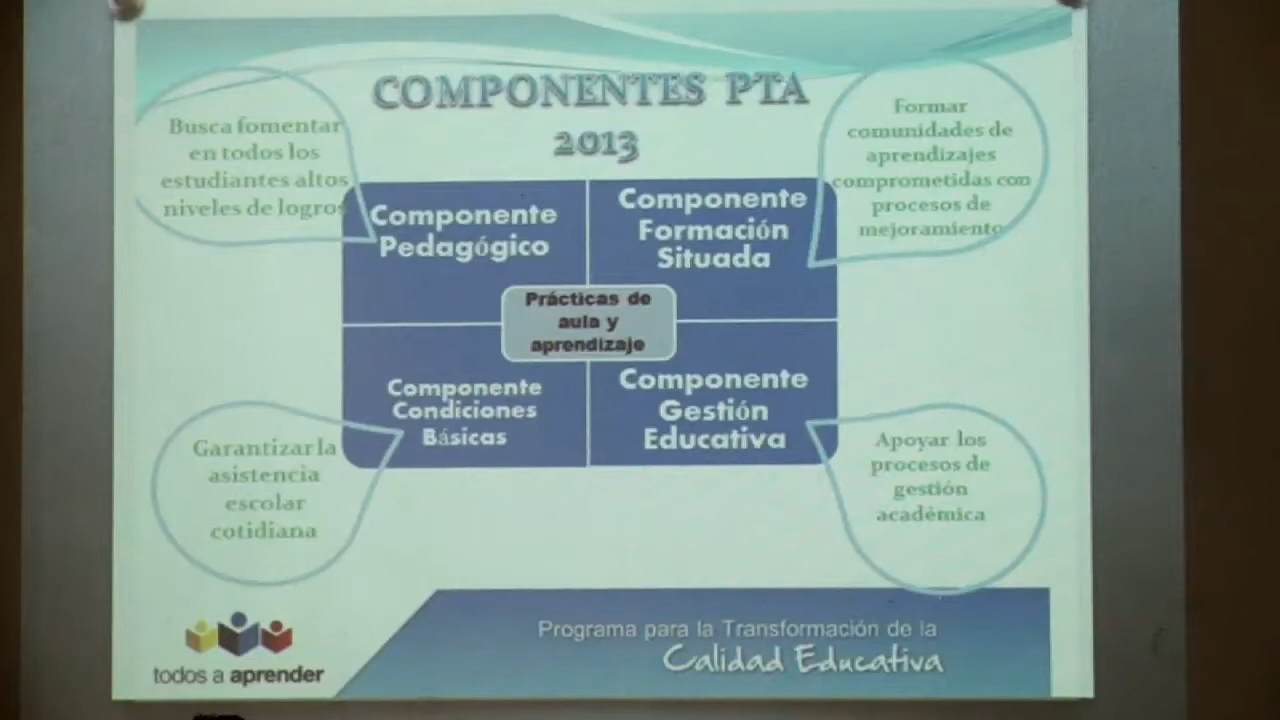 COMPONENTES PTA
2013
Busca fomentar
en todos los
estudiantes altos
niveles de logros
Formar
comunidades de
aprendizajes
comprometidas con
procesos de
mejoramiento
Componente
Pedagógico
Componente
Formación
Situada
Prácticas de
aula y
aprendizaje
Componente
Condiciones
Básicas
Componente
Gestión
Educativa
Garantizar la
asistencia
escolar
cotidiana
Apoyar los
procesos de
gestión
académica
todos a aprender
Programa para la Transformación de la
Calidad Educativa